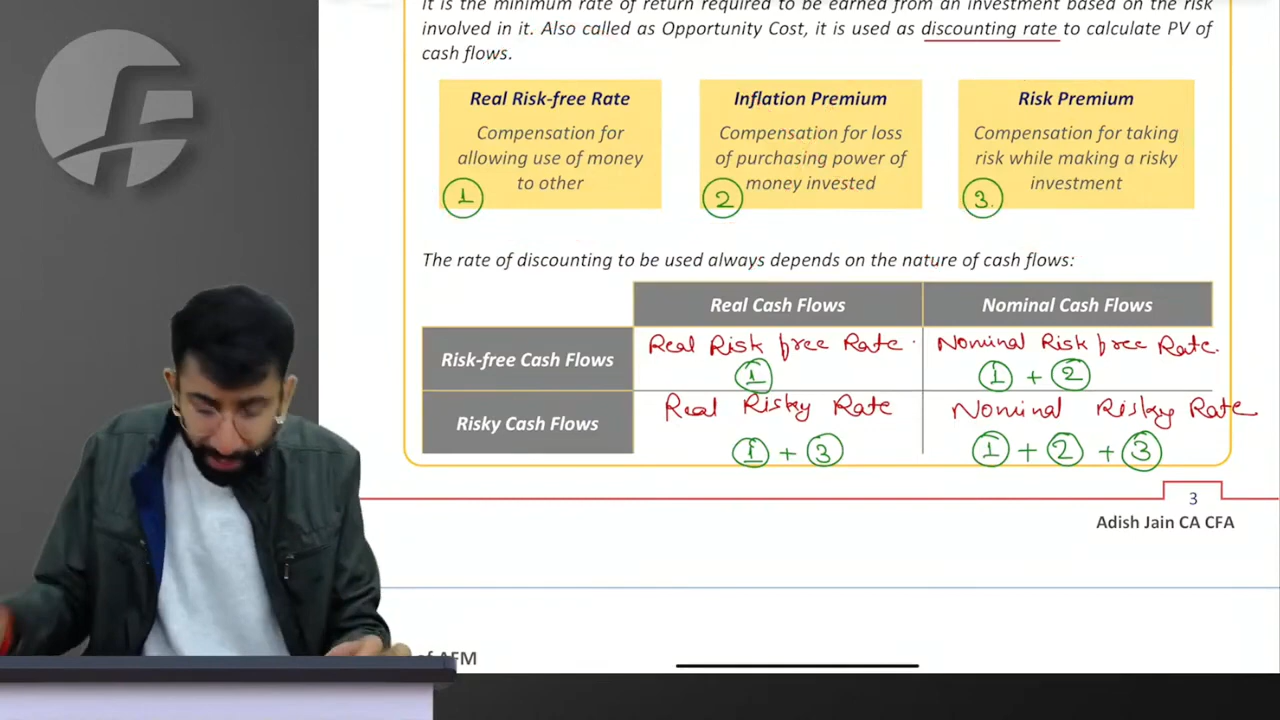 It is the minimum rate of return required to be earned from an investment based on the risk
involved in it. Also called as Opportunity Cost, it is used as discounting rate to calculate PV of
cash flows.
Real Risk-free Rate
Compensation for
allowing use of money
to other
1
Inflation Premium
Compensation for loss
of purchasing power of
money invested
2
Risk Premium
Compensation for taking
risk while making a risky
investment
3.
The rate of discounting to be used always depends on the nature of cash flows:
Real Cash Flows
Nominal Cash Flows
Risk-free Cash Flows
Real Risk free Rate.
1
Nominal Risk free Rate.
1 + 2
Risky Cash Flows
Real Risky Rate
1 + 3
Nominal Risky Rate
1 + 2 + 3
3
Adish Jain CA CFA
of AFM